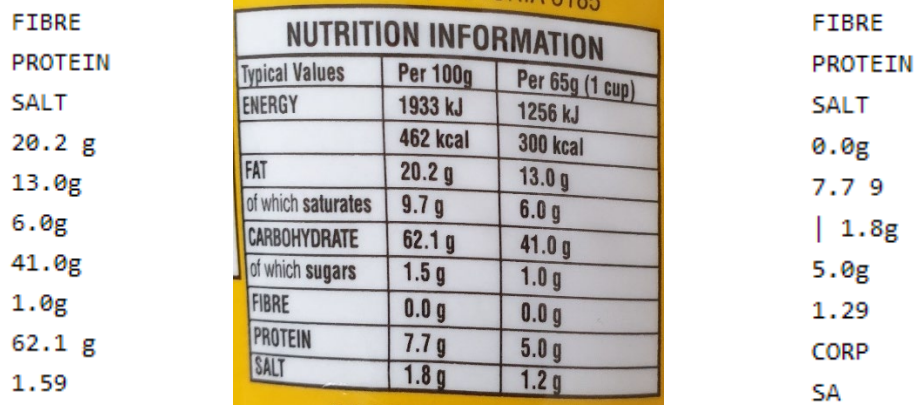 FIBRE
PROTEIN
SALT
20.2 g
13.0g
6.0g
41.0g
1.0g
62.1 g
1.59
NUTRITION INFORMATION
Typical Values Per 100g Per 65g (1 cup)
ENERGY 1933 kJ 1256 kJ
462 kcal 300 kcal
FAT 20.2 g 13.0 g
of which saturates 9.7 g 6.0 g
CARBOHYDRATE 62.1 g 41.0 g
of which sugars 1.5 g 1.0 g
FIBRE 0.0 g 0.0 g
PROTEIN 7.7 g 5.0 g
SALT 1.8 g 1.2 g
FIBRE
PROTEIN
SALT
0.0g
7.7 9
| 1.8g
5.0g
1.29
CORP
SA